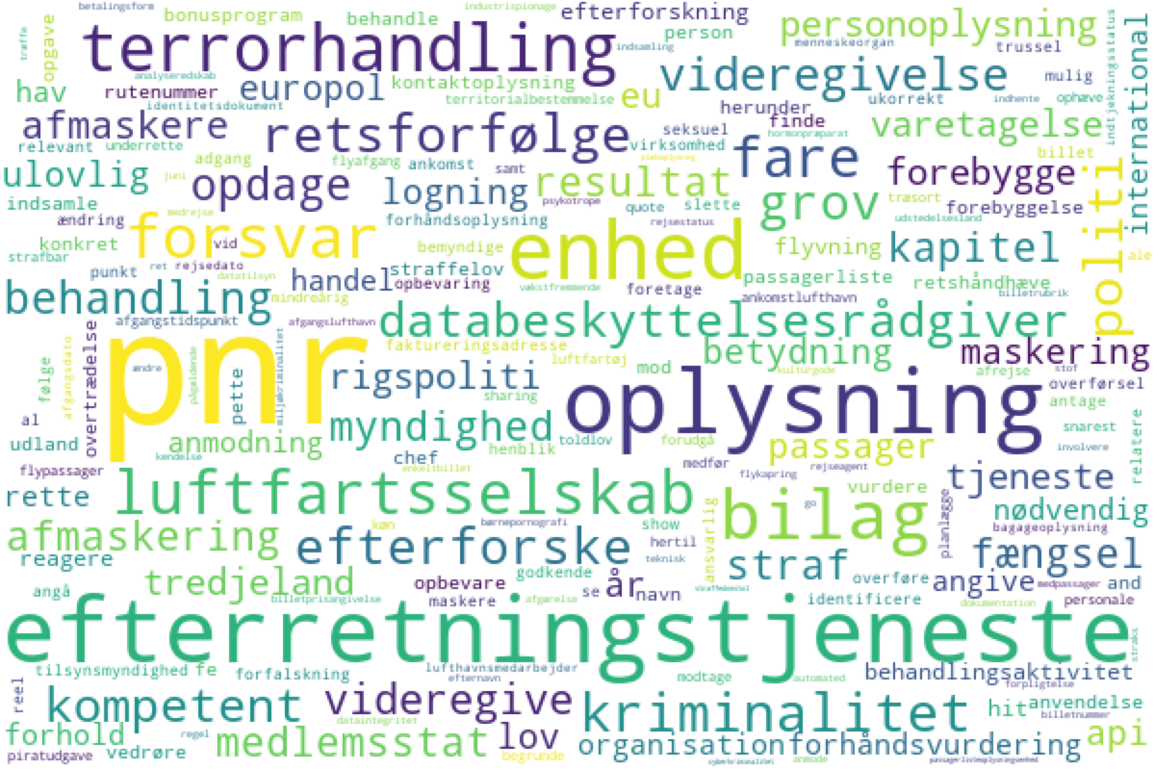 betalingsform
industrispionage
bonusprogram
behandle
efterforskning
træffe
opgave
terrorhandling
indsamling
person
personoplysning
menneskeorgan
trussel
indtjekningsstatus
international
analyseredskab
hav
rutenummer
europol
kontaktoplysning
videregivelse
mulig
identitetsdokument
territorialbestemmelse
eu
herunder
ukorrekt
indhente
ophæve
afmaskere
retsforfølge
seksuel
finde
hormonpræparat
varetagelse
relevant
underrette
virksomhed
adgang
flyafgang
ankomst
samt
fare
billet
ulovlig
juni
opdage
logning
resultat
forebygge
politi
indsamle
medrejse
psykotrope
quote
slette
grov
træsort
forebyggelse
ændring
forhåndsoplysning
rejsestatus
udstedelsesland
forsvar
vid
konkret
bemyndige
enhed
flyvning
kapitel
ale
strafbar
punkt
ret
rejsedato
datatilsyn
handel
straffelov
opbevaring
vækstfremmende
foretage
passagerliste
retshåndhæve
billetrubrik
behandling
mindreårig
ankomstlufthavn
afgangstidspunkt
afgangslufthavn
databeskyttelsesrådgiver
overtrædelse
afgangsdato
faktureringsadresse
betydning
maskering
følge
ændre
pågældende
pnr
miljøkriminalitet
pette
rigspoliti
luftfartøj
mod
kulturgode
afrejse
stof
overførsel
sharing
oplysning
antage
al
myndighed
relatere
udland
anmodning
toldlov
forudgå
passager
snarest
henblik
involvere
kendelse
chef
flypassager
enkeltbillet
medfør
flykapring
rejseagent
tjeneste
rette
luftfartsselskab
vurdere
go
bilag
planlægge
nødvendig
køn
børnepornografi
show
ansvarlig
bagageoplysning
afmaskering
efterforske
hertil
teknisk
reagere
straf
fængsel
godkende
tredjeland
opbevare
år
overføre
angive
medpassager
and
angå
billetprisangivelse
maskere
afgørelse
se
navn
identificere
dokumentation
personale
efterretningstjeneste
straks
tilsynsmyndighed
fe
forfalskning
lufthavnsmedarbejder
efternavn
modtage
automated
behandlingsaktivitet
forpligtelse
reel
kompetent
videregive
kriminalitet
hit
anvendelse
dataintegritet
billetnummer
forhold
regel
medlemsstat
lov
organisation
forhåndsvurdering
api
piratudgave
vedrøre
begrunde
cyberkriminalitet
anmode